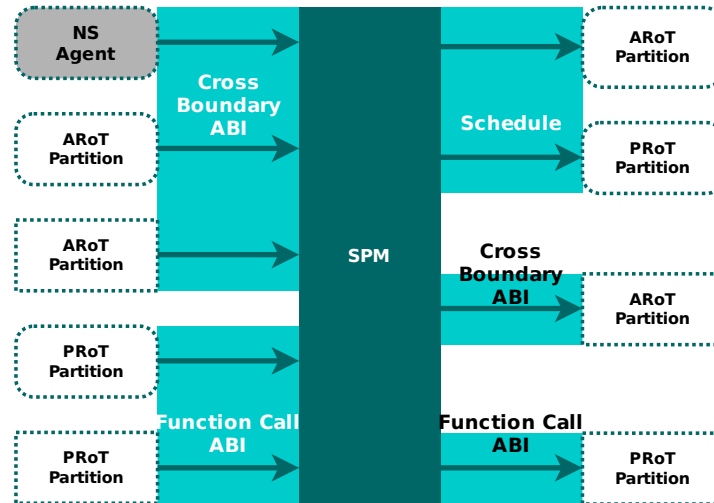 NS
Agent
ARoT
Partition
ARoT
Partition
PRoT
Partition
PRoT
Partition
Cross
Boundary
ABI
Function Call
ABI
SPM
Schedule
Cross
Boundary
ABI
Function Call
ABI
ARoT
Partition
PRoT
Partition
ARoT
Partition
PRoT
Partition